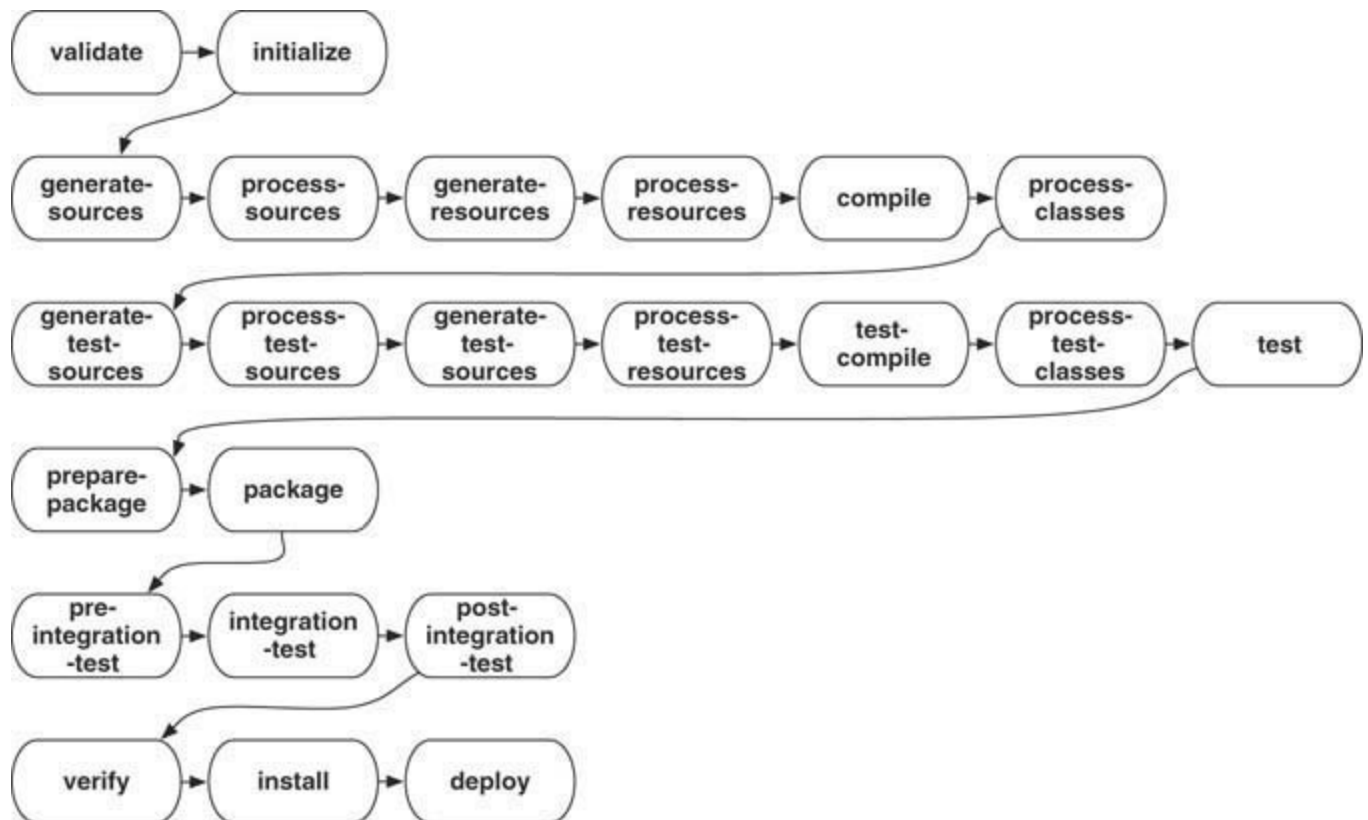 validate
initialize
generate-
sources
process-
sources
generate-
resources
process-
resources
compile
process-
classes
generate-
test-
sources
process-
test-
sources
generate-
test-
sources
process-
test-
resources
test-
compile
process-
test-
classes
test
prepare-
package
package
pre-
integration
-test
integration
-test
post-
integration
-test
verify
install
deploy